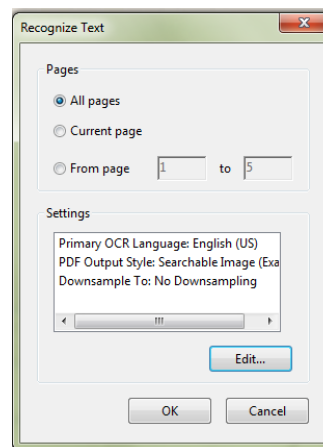 Recognize Text
Pages
All pages
Current page
From page 1 to 5
Settings
Primary OCR Language: English (US)
PDF Output Style: Searchable Image (Exa
Downsample To: No Downsampling
Edit...
OK Cancel